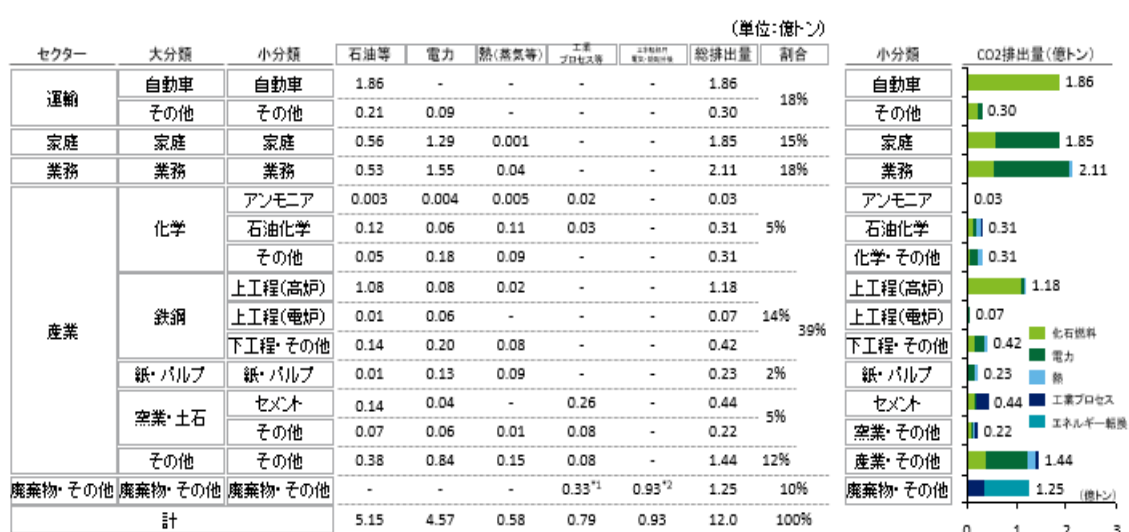 (単位:億トン)
セクター 大分類 小分類 石油等 電力 熱(蒸気等) 工業プロセス等 総排出量 割合
運輸 自動車 自動車 1.86 - - - - 1.86 18%
その他 その他 0.21 0.09 - - - 0.30
家庭 家庭 家庭 0.56 1.29 0.001 - - 1.85 15%
業務 業務 業務 0.53 1.55 0.04 - - 2.11 18%
産業 化学 アンモニア 0.003 0.004 0.005 0.02 - 0.03
石油化学 0.12 0.06 0.11 0.03 - 0.31 5%
その他 0.05 0.18 0.09 - - 0.31
鉄鋼 上工程(高炉) 1.08 0.08 0.02 - - 1.18
上工程(電炉) 0.01 0.06 - - - 0.07 14% 39%
下工程・その他 0.14 0.20 0.08 - - 0.42
紙・パルプ 紙・パルプ 0.01 0.13 0.09 - - 0.23 2%
窯業・土石 セメント 0.14 0.04 - 0.26 - 0.44 5%
その他 0.07 0.06 0.01 0.08 - 0.22
その他 その他 0.38 0.84 0.15 0.08 - 1.44 12%
廃棄物・その他 廃棄物・その他 廃棄物・その他 - - - 0.33*1 0.93*2 1.25 10%
計 5.15 4.57 0.58 0.79 0.93 12.0 100%
小分類 CO2排出量(億トン)
自動車 1.86
その他 0.30
家庭 1.85
業務 2.11
アンモニア 0.03
石油化学 0.31
化学・その他 0.31
上工程(高炉) 1.18
上工程(電炉) 0.07
下工程・その他 0.42
紙・パルプ 0.23
セメント 0.44
窯業・その他 0.22
産業・その他 1.44
廃棄物・その他 1.25
化石燃料
電力
熱
工業プロセス
エネルギー転換
(億トン)
0 1 2 3